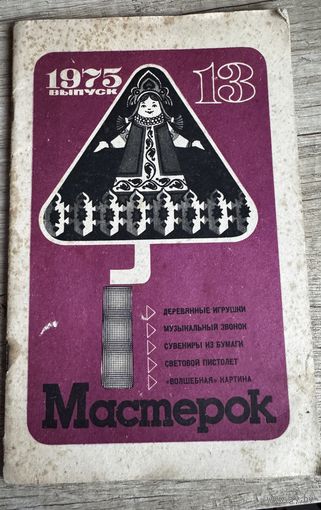 1975
ВЫПУСК
13
ДЕРЕВЯННЫЕ ИГРУШКИ
МУЗЫКАЛЬНЫЙ ЗВОНОК
СУВЕНИРЫ ИЗ БУМАГИ
СВЕТОВОЙ ПИСТОЛЕТ
«ВОЛШЕБНАЯ» КАРТИНА
Мастерок